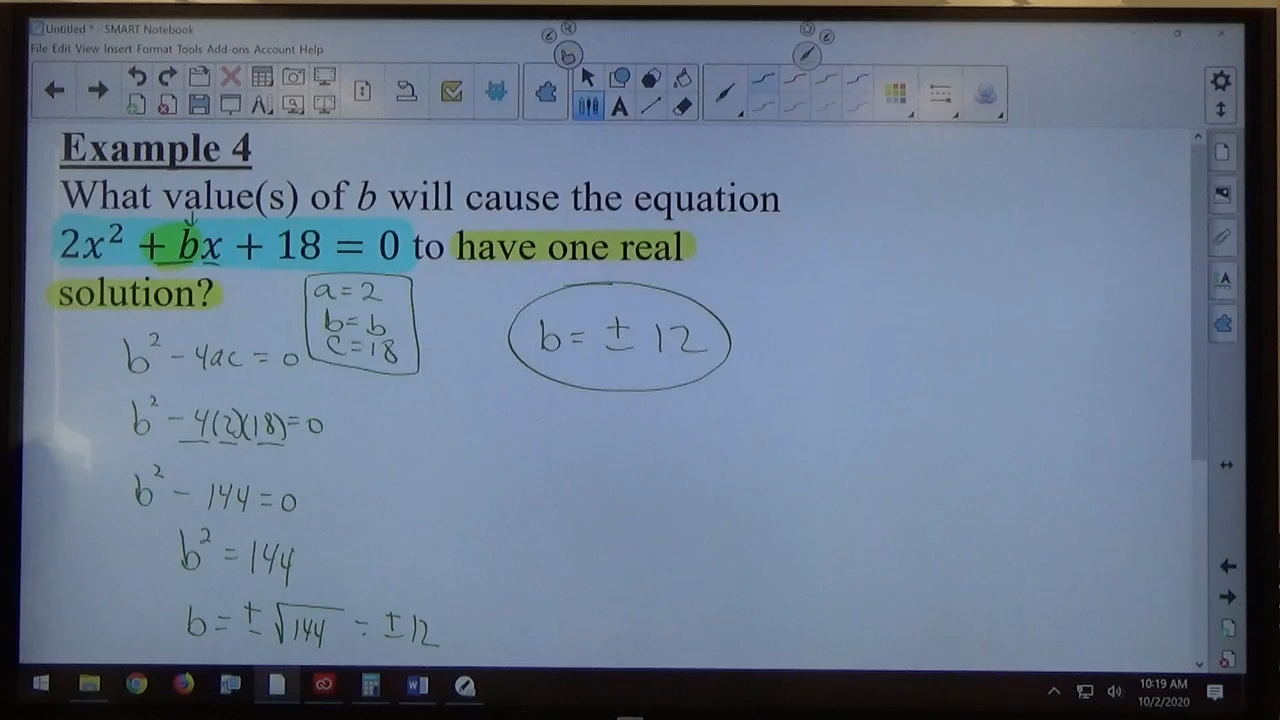 Untitled * - SMART Notebook
File Edit View Insert Format Tools Add-ons Account Help
Example 4
What value(s) of b will cause the equation
2x² + bx + 18 = 0 to have one real
solution?
a = 2
b = b
c = 18
b² - 4ac = 0
b² - 4(2)(18) = 0
b² - 144 = 0
b² = 144
b = ± √144 = ± 12
b = ± 12
10:19 AM
10/2/2020